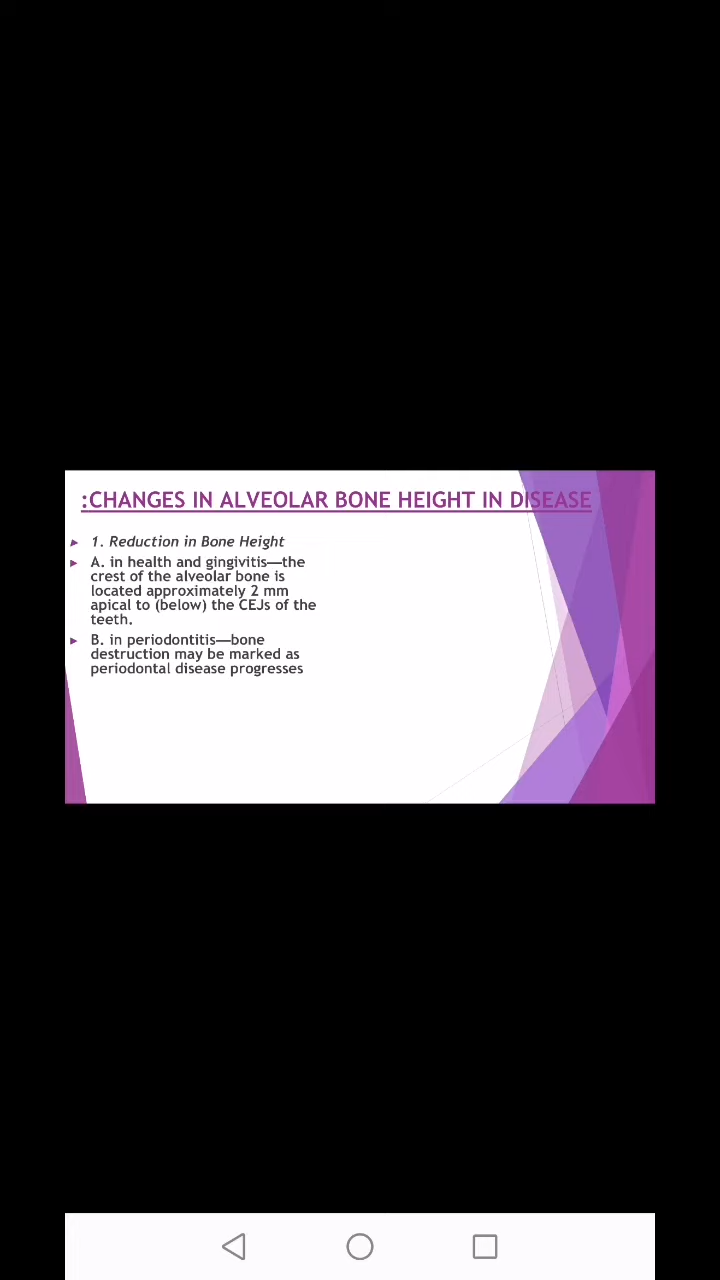 :CHANGES IN ALVEOLAR BONE HEIGHT IN DISEASE
1. Reduction in Bone Height
A. in health and gingivitis—the
crest of the alveolar bone is
located approximately 2 mm
apical to (below) the CEJs of the
teeth.
B. in periodontitis—bone
destruction may be marked as
periodontal disease progresses